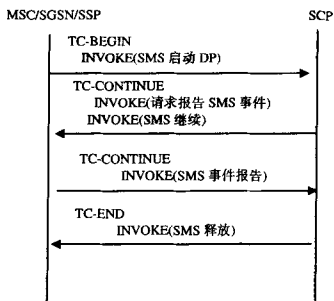 MSC/SGSN/SSP SCP
TC-BEGIN
INVOKE(SMS 启动 DP)
TC-CONTINUE
INVOKE(请求报告 SMS 事件)
INVOKE(SMS 继续)
TC-CONTINUE
INVOKE(SMS 事件报告)
TC-END
INVOKE(SMS 释放)